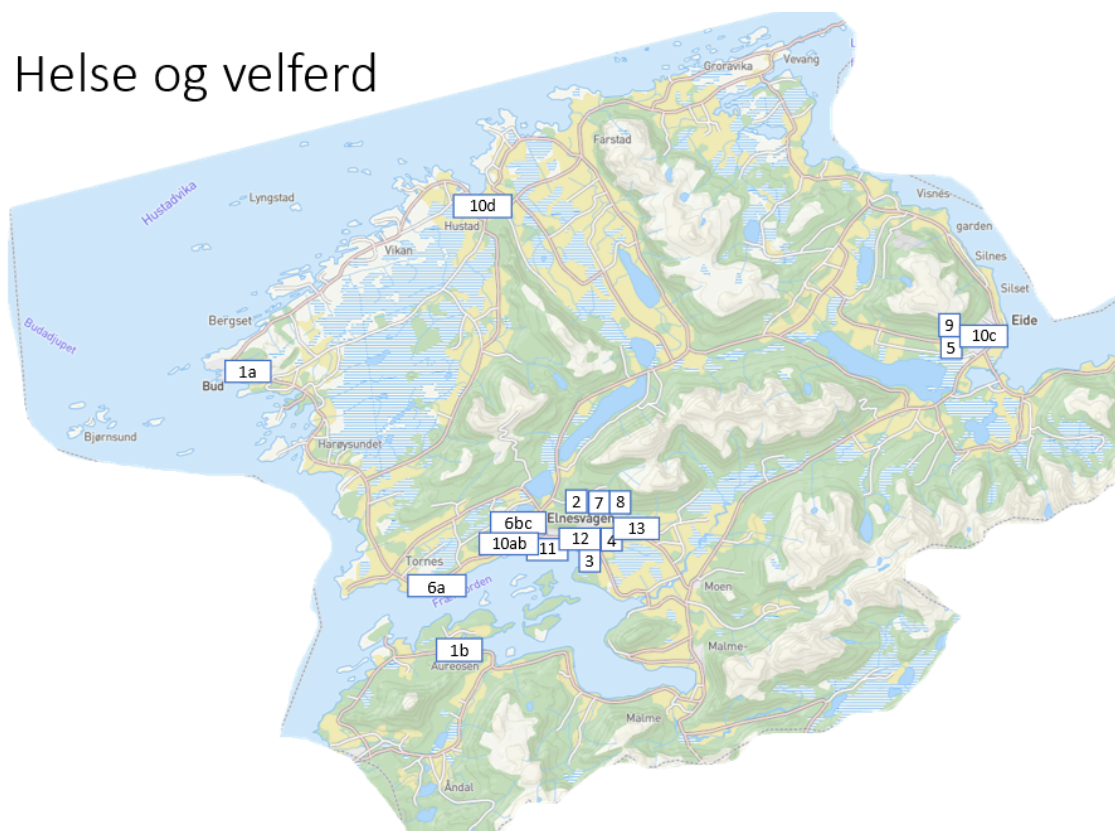 Helse og velferd
Groravika
Vevang
Farstad
Hustadvika
Lyngstad
10d
Hustad
Visnes
garden
Vikan
Silnes
Silset
Bergset
Budadjupet
9
Eide
10c
5
1a
Bud
Bjørnsund
Harøysundet
2
7
8
Elnesvågen
6bc
13
12
4
10ab
11
3
Tornes
6a
Moen
1b
Aureosen
Malme-
Malme
Åndal